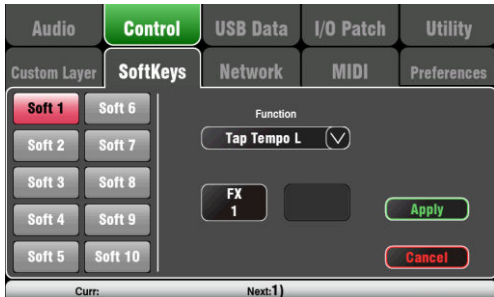 Audio Control USB Data I/O Patch Utility
Custom Layer SoftKeys Network MIDI Preferences
Soft 1 Soft 6
Function
Soft 2 Soft 7
Tap Tempo L
Soft 3 Soft 8
FX
1
Soft 4 Soft 9
Apply
Soft 5 Soft 10
Cancel
Curr: Next:1)